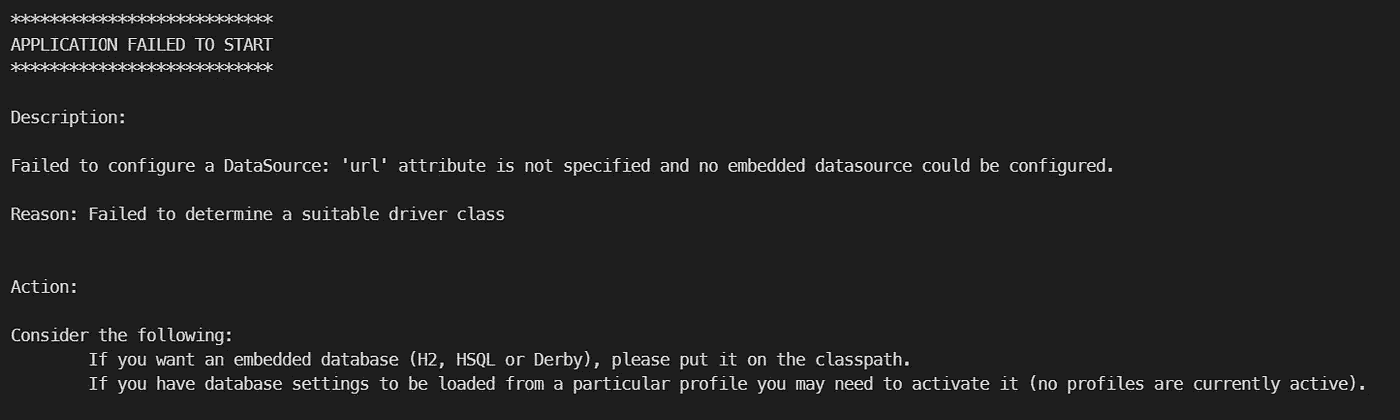 ***************************
APPLICATION FAILED TO START
***************************
Description:
Failed to configure a DataSource: 'url' attribute is not specified and no embedded datasource could be configured.
Reason: Failed to determine a suitable driver class
Action:
Consider the following:
If you want an embedded database (H2, HSQL or Derby), please put it on the classpath.
If you have database settings to be loaded from a particular profile you may need to activate it (no profiles are currently active).